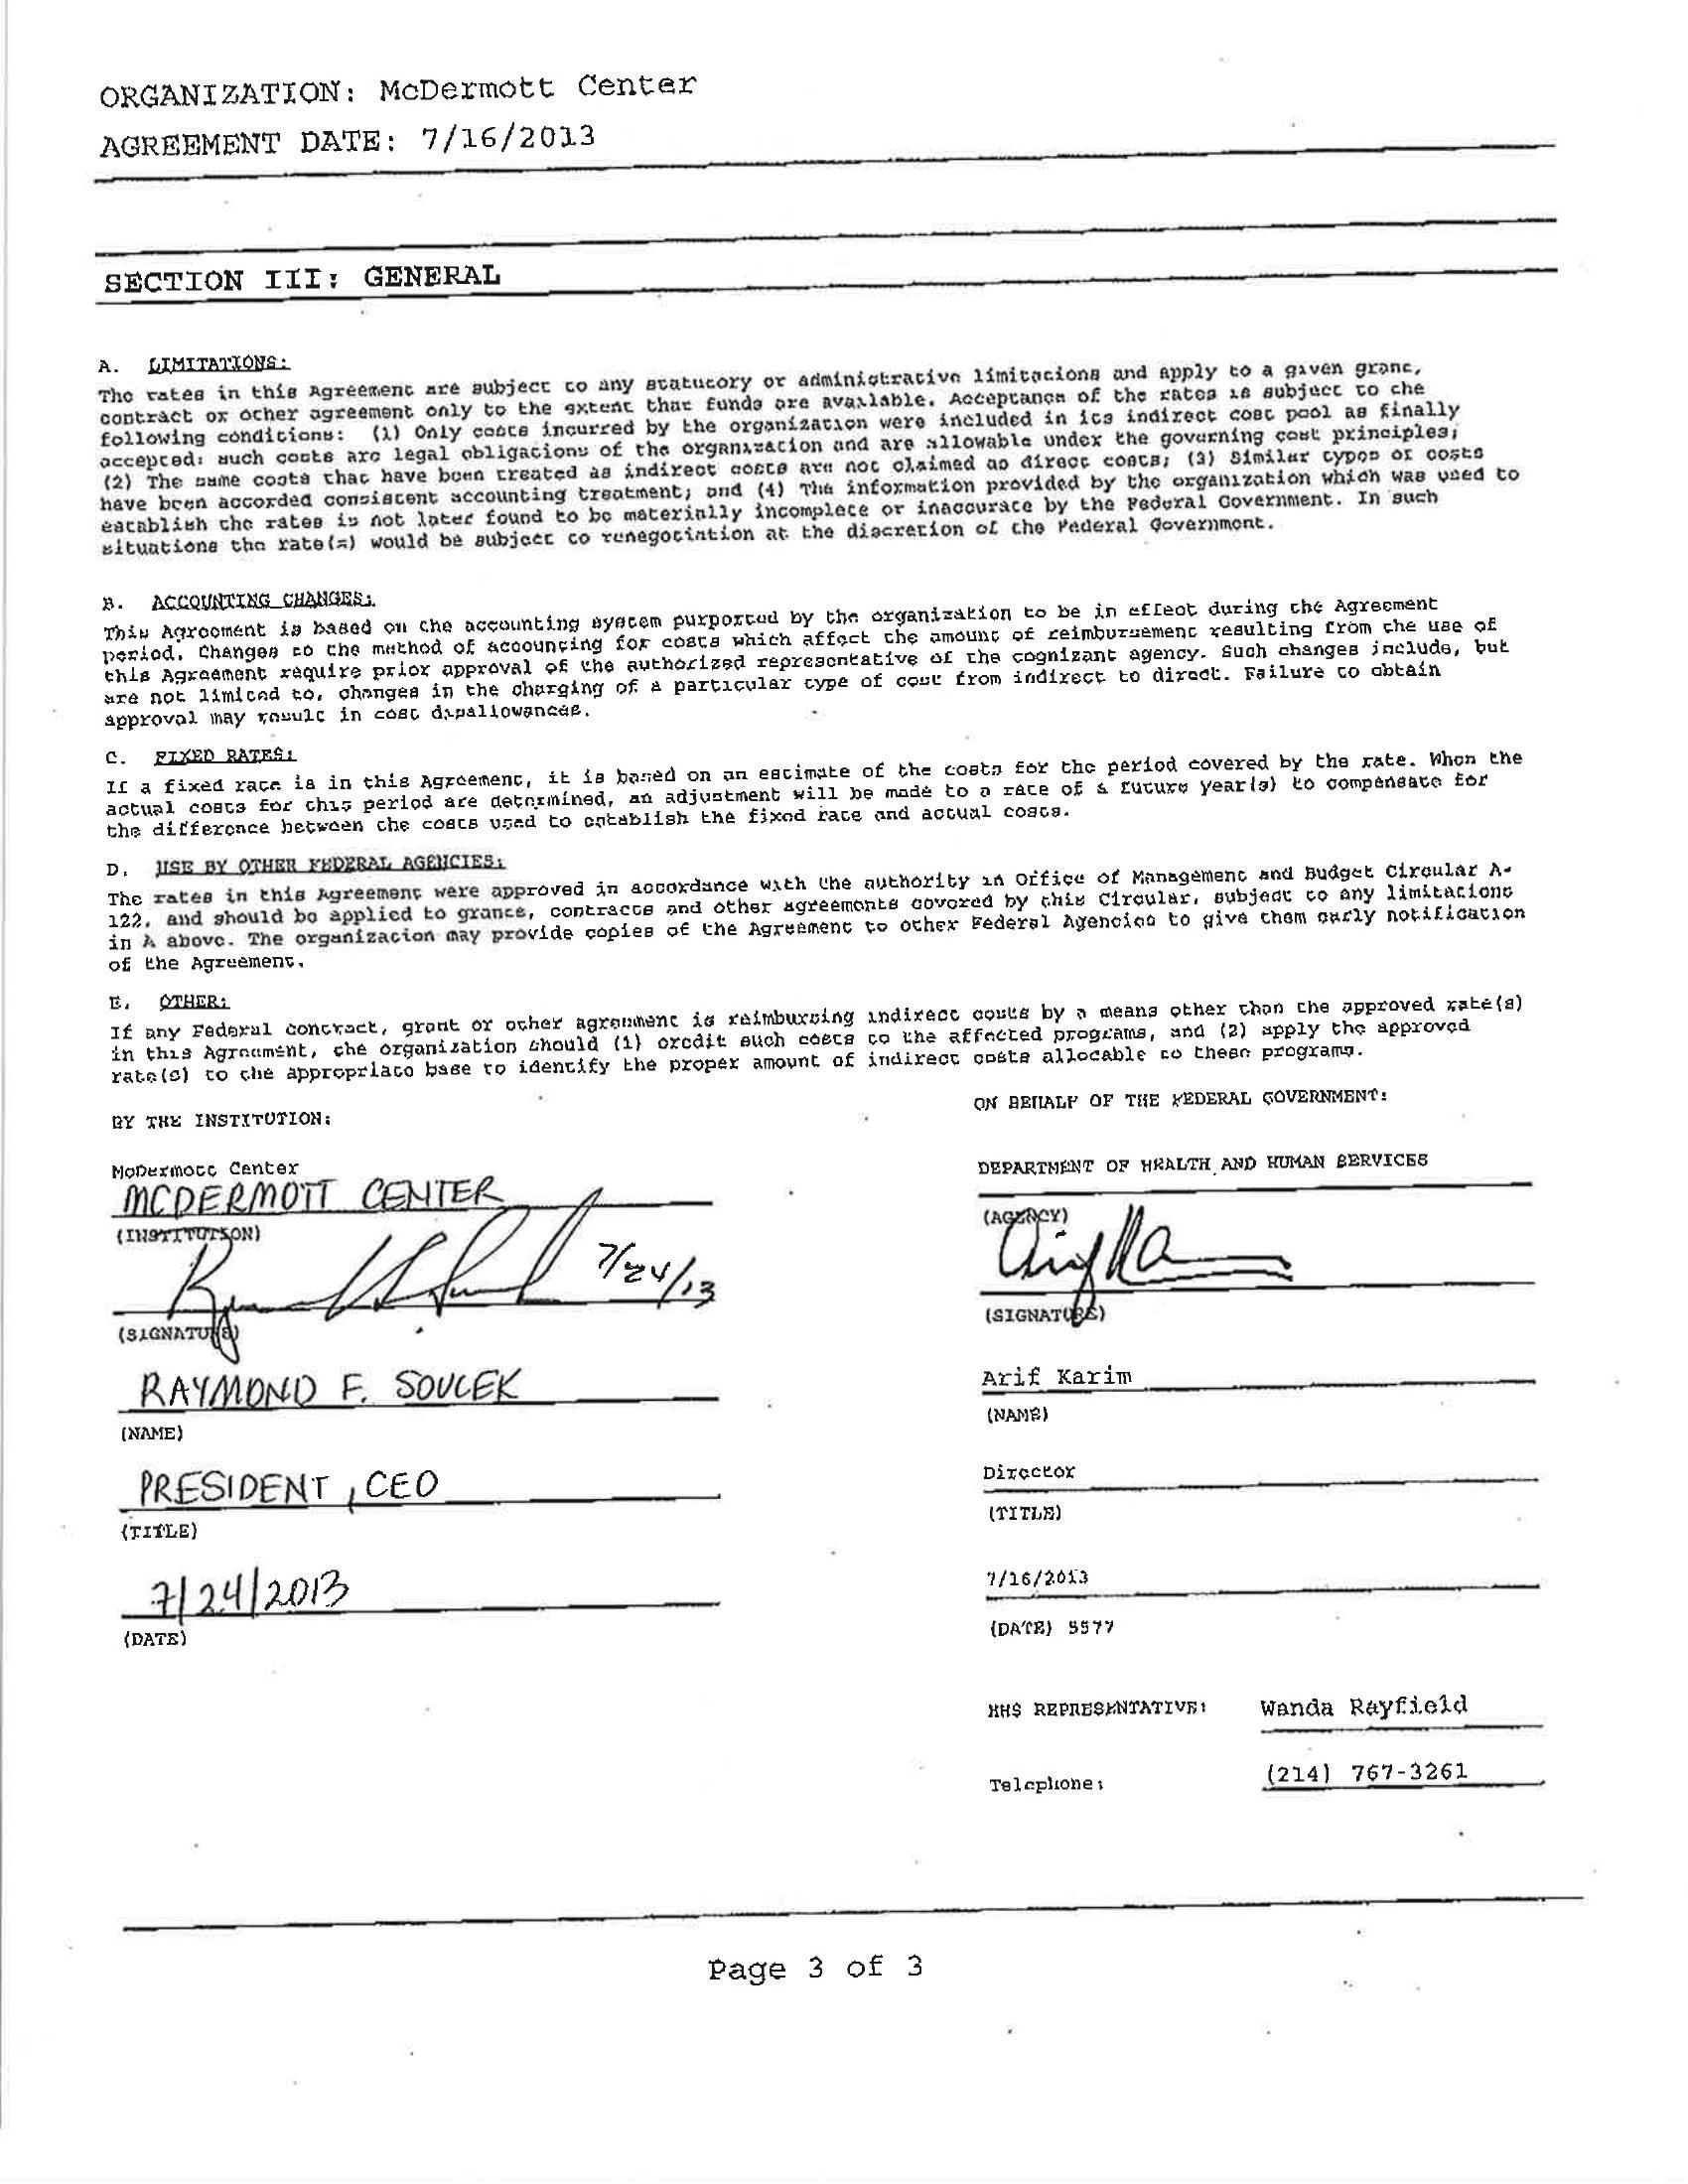 ORGANIZATION: McDermott Center
AGREEMENT DATE: 7/16/2013
SECTION III: GENERAL
A. LIMITATIONS:
The rates in this Agreement are subject to any statutory or administrative limitations and apply to a given grant,
contract or other agreement only to the extent that funds are available. Acceptance of the rates is subject to the
following conditions: (1) Only costs incurred by the organization were included in its indirect cost pool as finally
accepted: such costs are legal obligations of the organization and are allowable under the governing cost principles;
(2) The same costs that have been treated as indirect costs are not claimed as direct costs; (3) Similar types of costs
have been accorded consistent accounting treatment; and (4) The information provided by the organization which was used to
establish the rates is not later found to be materially incomplete or inaccurate by the Federal Government. In such
situations the rate(s) would be subject to renegotiation at the discretion of the Federal Government.
B. ACCOUNTING CHANGES:
This Agreement is based on the accounting system purported by the organization to be in effect during the Agreement
period. Changes to the method of accounting for costs which affect the amount of reimbursement resulting from the use of
this Agreement require prior approval of the authorized representative of the cognizant agency. Such changes include, but
are not limited to, changes in the charging of a particular type of cost from indirect to direct. Failure to obtain
approval may result in cost disallowances.
C. FIXED RATES:
If a fixed rate is in this Agreement, it is based on an estimate of the costs for the period covered by the rate. When the
actual costs for this period are determined, an adjustment will be made to a rate of a future year(s) to compensate for
the difference between the costs used to establish the fixed rate and actual costs.
D. USE BY OTHER FEDERAL AGENCIES:
The rates in this Agreement were approved in accordance with the authority in Office of Management and Budget Circular A-
122, and should be applied to grants, contracts and other agreements covered by this Circular, subject to any limitations
in A above. The organization may provide copies of the Agreement to other Federal Agencies to give them early notification
of the Agreement.
E. OTHER:
If any Federal contract, grant or other agreement is reimbursing indirect costs by a means other than the approved rate(s)
in this Agreement, the organization should (1) credit such costs to the affected programs, and (2) apply the approved
rate(s) to the appropriate base to identify the proper amount of indirect costs allocable to these programs.
BY THE INSTITUTION:
ON BEHALF OF THE FEDERAL GOVERNMENT:
McDermott Center
MCDERMOTT CENTER
(INSTITUTION)
7/24/13
(SIGNATURE)
RAYMOND F. SOUCEK
(NAME)
PRESIDENT, CEO
(TITLE)
7/24/2013
(DATE)
DEPARTMENT OF HEALTH AND HUMAN SERVICES
(AGENCY)
(SIGNATURE)
Arif Karim
(NAME)
Director
(TITLE)
7/16/2013
(DATE) 5577
HHS REPRESENTATIVE: Wanda Rayfield
Telephone: (214) 767-3261
Page 3 of 3